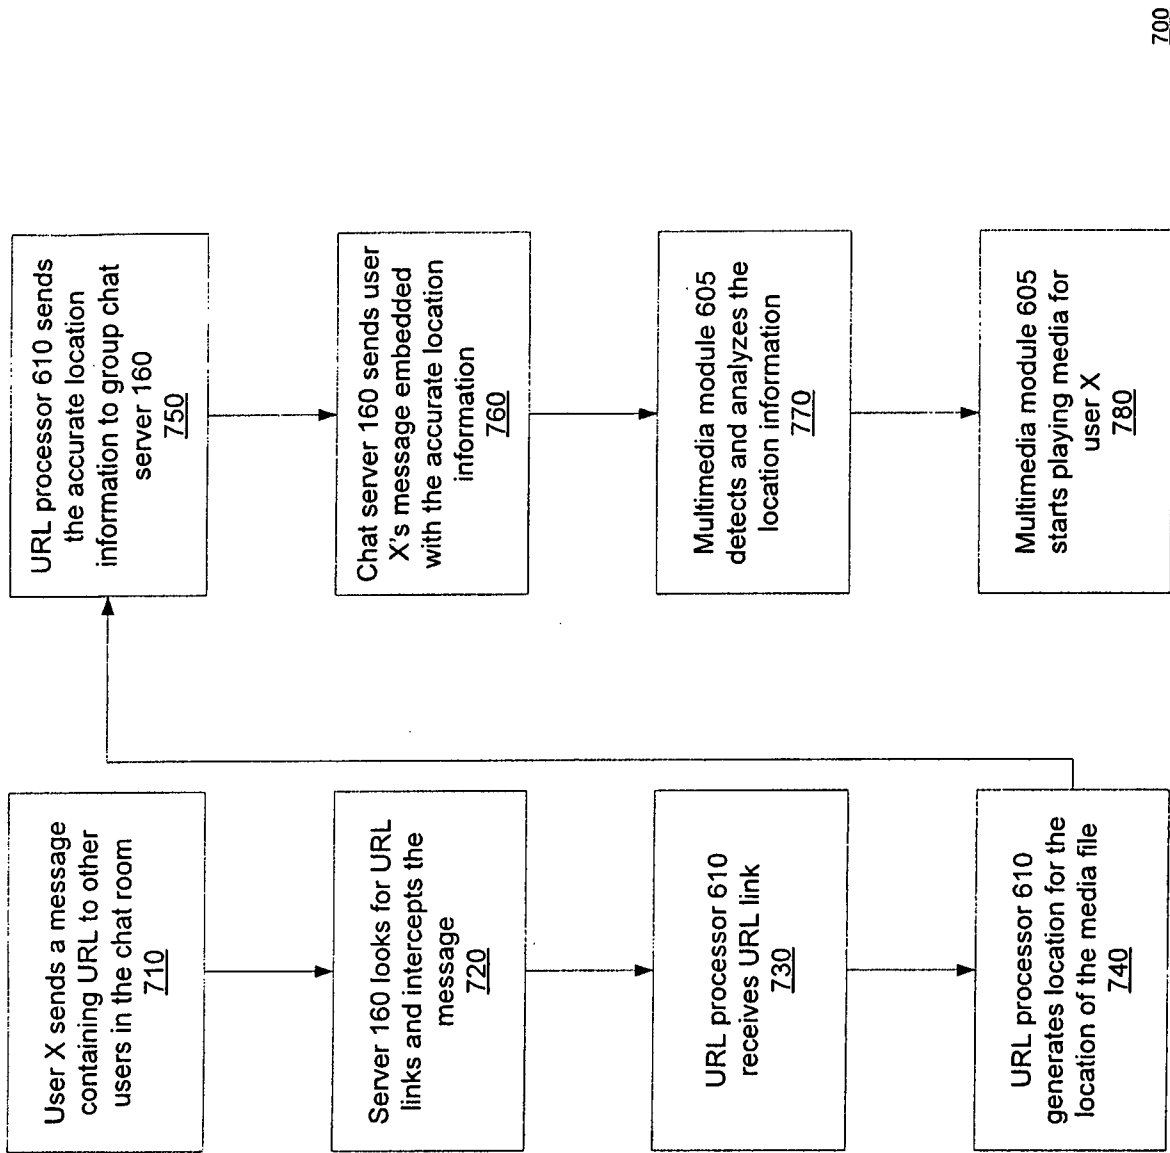 User X sends a message
containing URL to other
users in the chat room
710
Server 160 looks for URL
links and intercepts the
message
720
URL processor 610
receives URL link
730
URL processor 610
generates location for the
location of the media file
740
URL processor 610 sends
the accurate location
information to group chat
server 160
750
Chat server 160 sends user
X's message embedded
with the accurate location
information
760
Multimedia module 605
detects and analyzes the
location information
770
Multimedia module 605
starts playing media for
user X
780
700